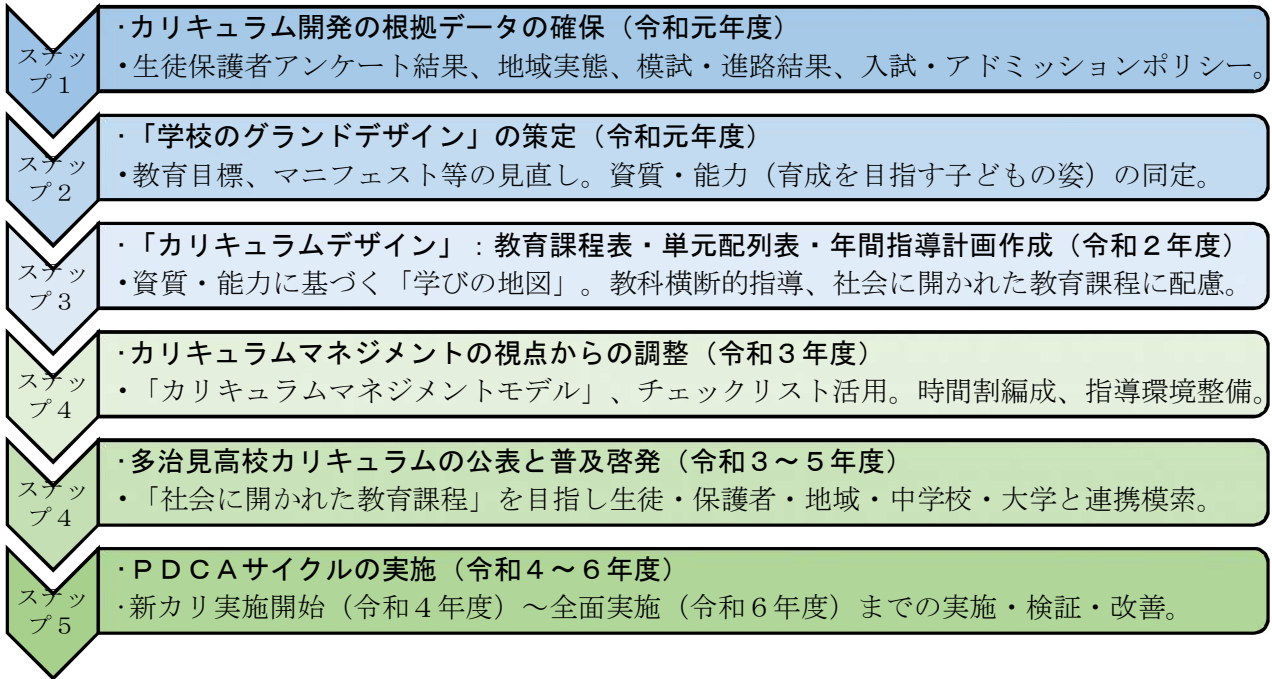 ステッ
プ１
・カリキュラム開発の根拠データの確保（令和元年度）
・生徒保護者アンケート結果、地域実態、模試・進路結果、入試・アドミッションポリシー。
ステッ
プ２
・「学校のグランドデザイン」の策定（令和元年度）
・教育目標、マニフェスト等の見直し。資質・能力（育成を目指す子どもの姿）の同定。
ステッ
プ３
・「カリキュラムデザイン」：教育課程表・単元配列表・年間指導計画作成（令和２年度）
・資質・能力に基づく「学びの地図」。教科横断的指導、社会に開かれた教育課程に配慮。
ステッ
プ４
・カリキュラムマネジメントの視点からの調整（令和３年度）
・「カリキュラムマネジメントモデル」、チェックリスト活用。時間割編成、指導環境整備。
ステッ
プ４
・多治見高校カリキュラムの公表と普及啓発（令和３～５年度）
・「社会に開かれた教育課程」を目指し生徒・保護者・地域・中学校・大学と連携模索。
ステッ
プ５
・ＰＤＣＡサイクルの実施（令和４～６年度）
・新カリ実施開始（令和４年度）～全面実施（令和６年度）までの実施・検証・改善。